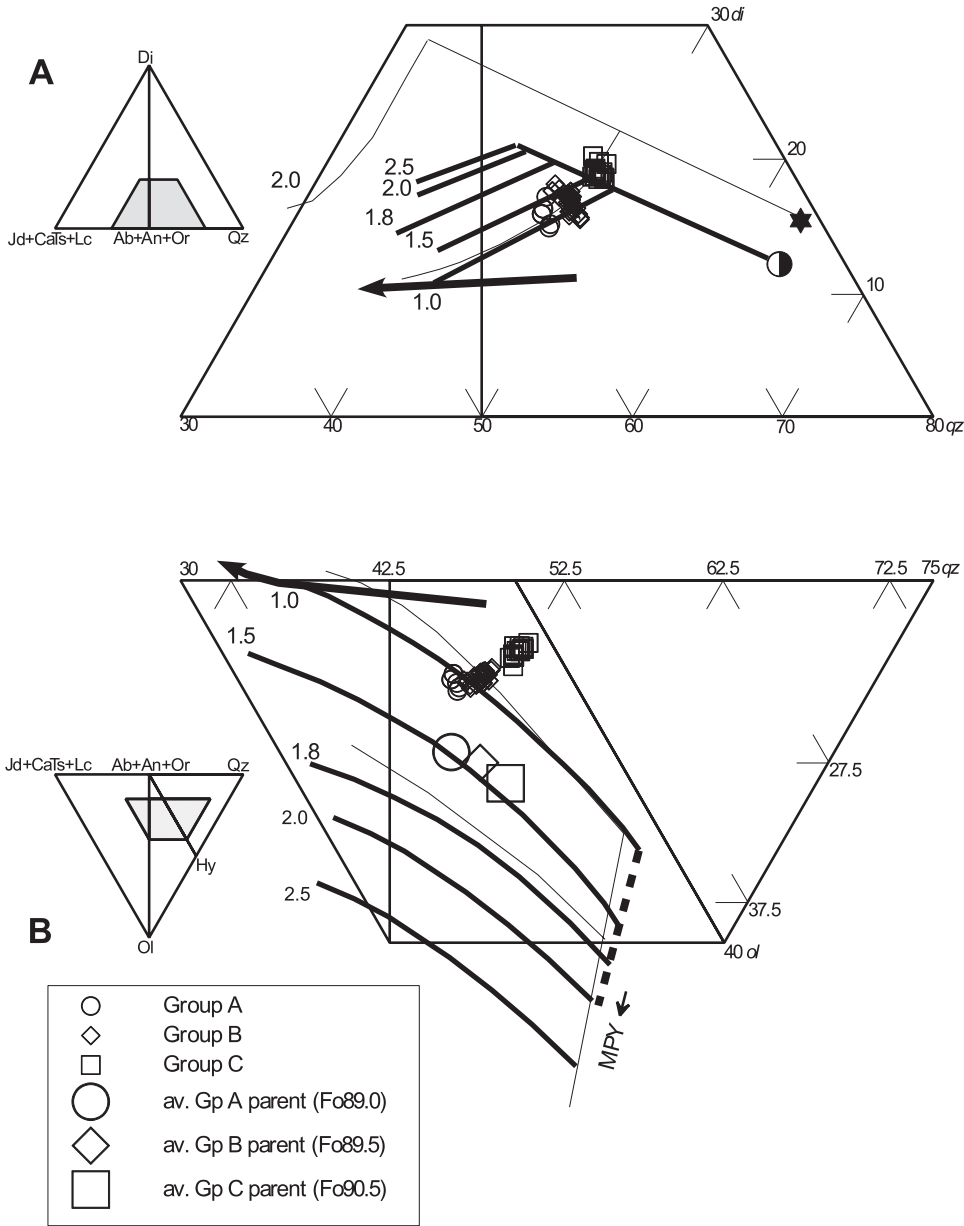 A
30 di
Di
20
2.5
2.0
2.0
1.8
1.5
Jd+CaTs+Lc Ab+An+Or Qz
10
1.0
30 40 50 60 70 80 qz
30 42.5 52.5 62.5 72.5 75 qz
1.0
1.5
1.8
Jd+CaTs+Lc Ab+An+Or Qz
27.5
2.0
Hy
2.5
37.5
B
Ol
40 ol
MPY
Group A
Group B
Group C
av. Gp A parent (Fo89.0)
av. Gp B parent (Fo89.5)
av. Gp C parent (Fo90.5)